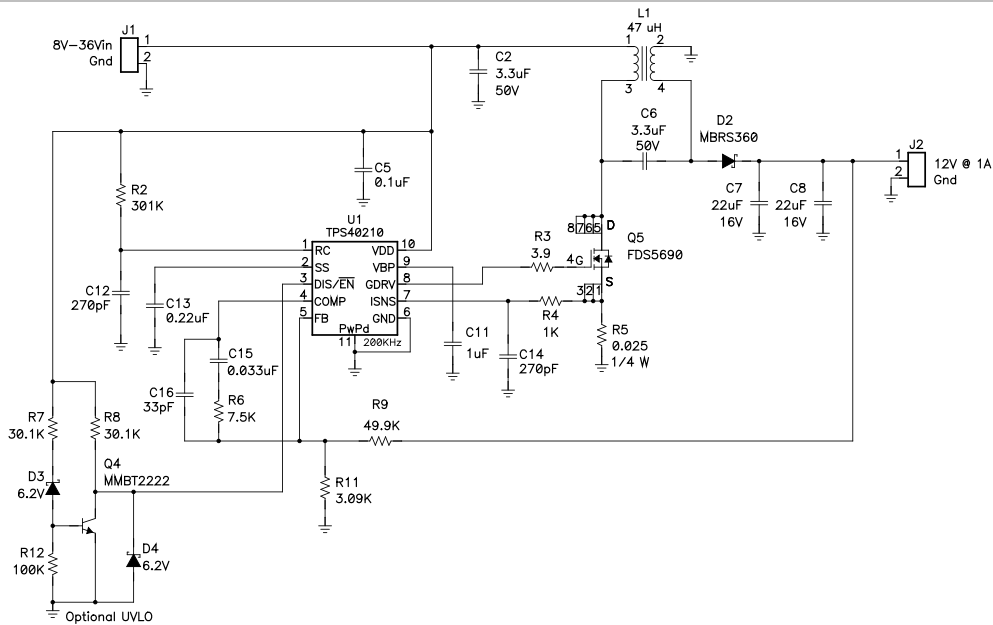 L1
47 uH
J1
8V-36Vin
Gnd
1
2
1
2
3
4
C2
3.3uF
50V
C6
3.3uF
50V
D2
MBRS360
J2
1
2
12V @ 1A
Gnd
C5
0.1uF
R2
301K
C7
22uF
16V
C8
22uF
16V
U1
TPS40210
8765
D
Q5
FDS5690
R3
3.9
4G
S
321
1
RC
VDD
10
2
SS
VBP
9
3
DIS/EN
GDRV
8
4
COMP
ISNS
7
5
FB
GND
6
PwPd
11
200KHz
C12
270pF
C13
0.22uF
R4
1K
R5
0.025
1/4 W
C11
1uF
C14
270pF
C15
0.033uF
C16
33pF
R6
7.5K
R9
49.9K
R7
30.1K
R8
30.1K
Q4
MMBT2222
D3
6.2V
R11
3.09K
R12
100K
D4
6.2V
Optional UVLO